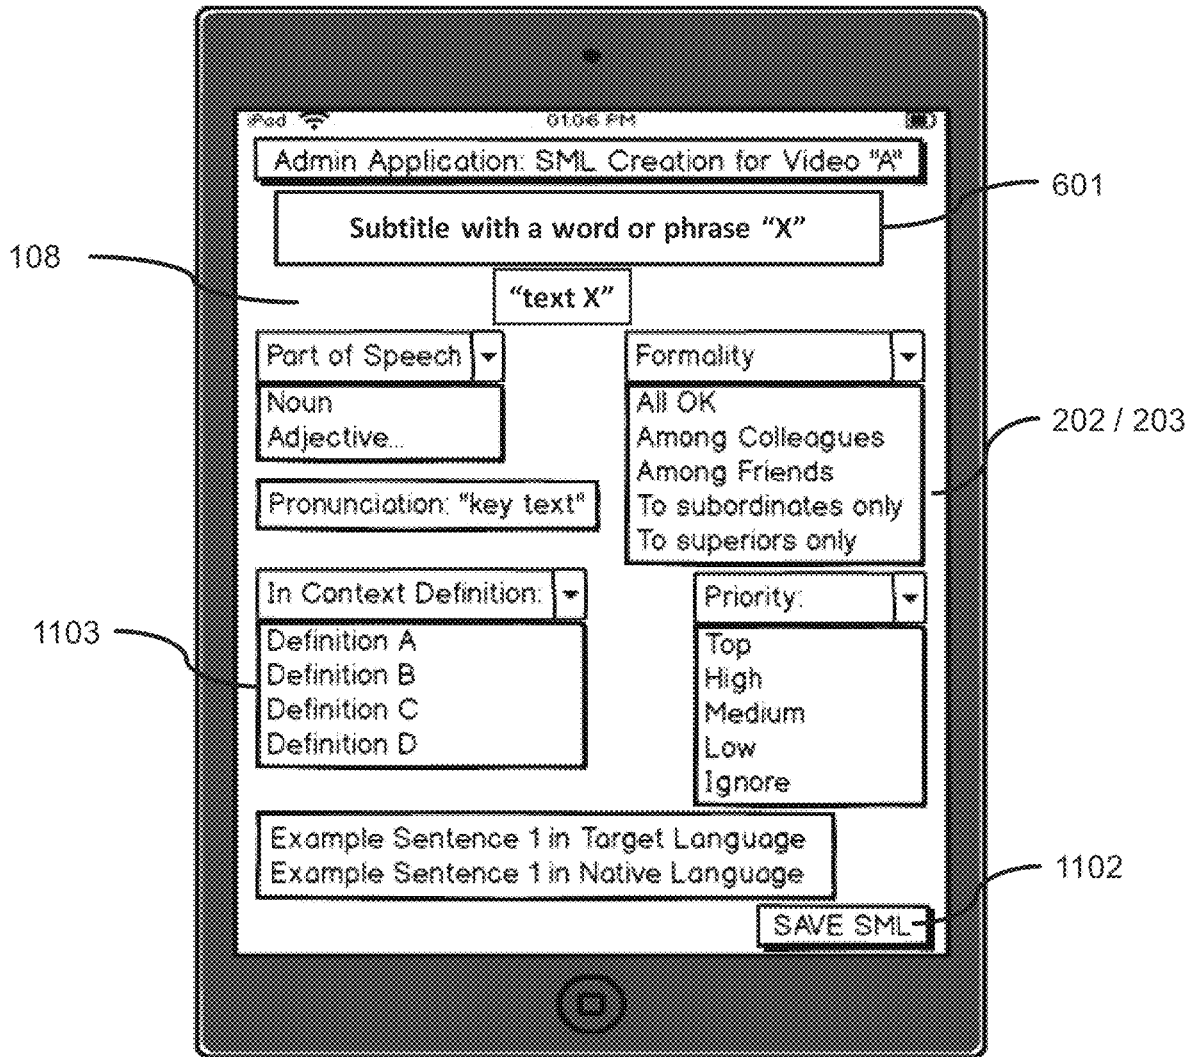 iPad 01:06 PM
Admin Application: SML Creation for Video "A"
601
Subtitle with a word or phrase “X”
108
“text X”
Part of Speech
Noun
Adjective...
Formality
All OK
Among Colleagues
Among Friends
To subordinates only
To superiors only
202 / 203
Pronunciation: "key text"
In Context Definition:
Definition A
Definition B
Definition C
Definition D
1103
Priority:
Top
High
Medium
Low
Ignore
Example Sentence 1 in Target Language
Example Sentence 1 in Native Language
1102
SAVE SML